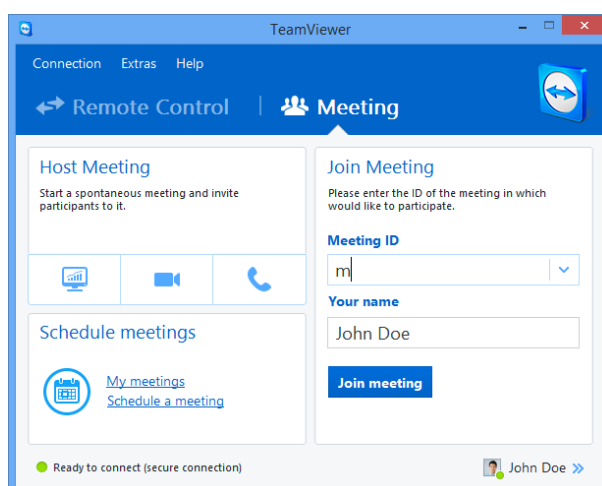 TeamViewer
Connection Extras Help
Remote Control
Meeting
Host Meeting
Start a spontaneous meeting and invite
participants to it.
Schedule meetings
My meetings
Schedule a meeting
Join Meeting
Please enter the ID of the meeting in which
would like to participate.
Meeting ID
m
Your name
John Doe
Join meeting
Ready to connect (secure connection)
John Doe